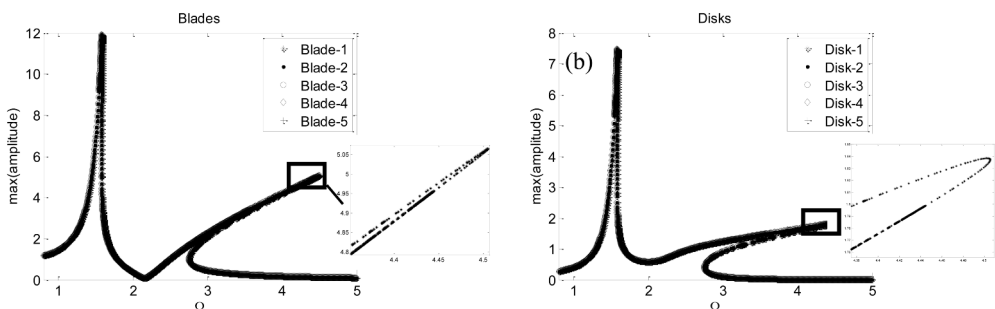 Blades
12
10
8
6
4
2
0
max(amplitude)
1
2
3
4
5
Ω
Blade-1
Blade-2
Blade-3
Blade-4
Blade-5
5.05
5
4.95
4.9
4.85
4.8
4.4
4.45
4.5
Disks
(b)
8
7
6
5
4
3
2
1
0
max(amplitude)
1
2
3
4
5
Disk-1
Disk-2
Disk-3
Disk-4
Disk-5